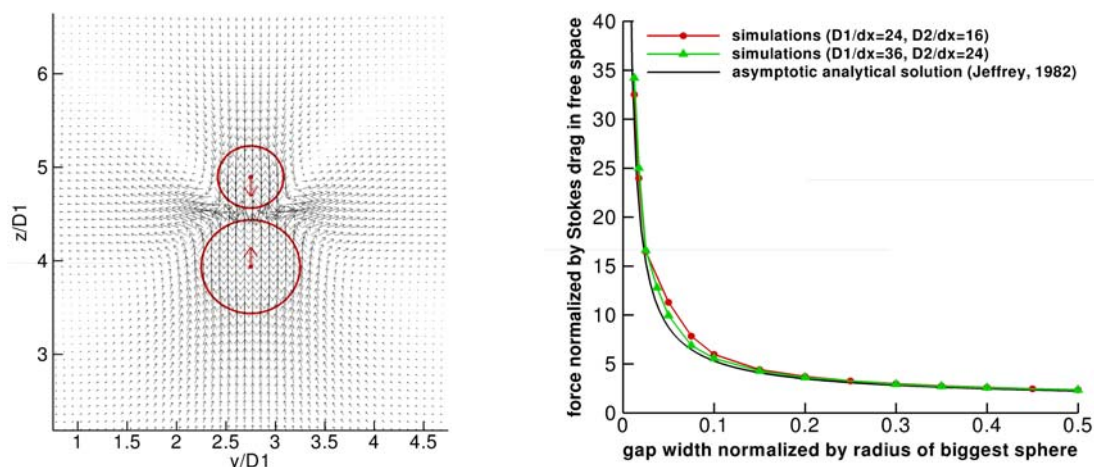 6
5
4
3
z/D1
1 1.5 2 2.5 3 3.5 4 4.5
y/D1
40
35
30
25
20
15
10
5
0
force normalized by Stokes drag in free space
simulations (D1/dx=24, D2/dx=16)
simulations (D1/dx=36, D2/dx=24)
asymptotic analytical solution (Jeffrey, 1982)
0.1 0.2 0.3 0.4 0.5
gap width normalized by radius of biggest sphere